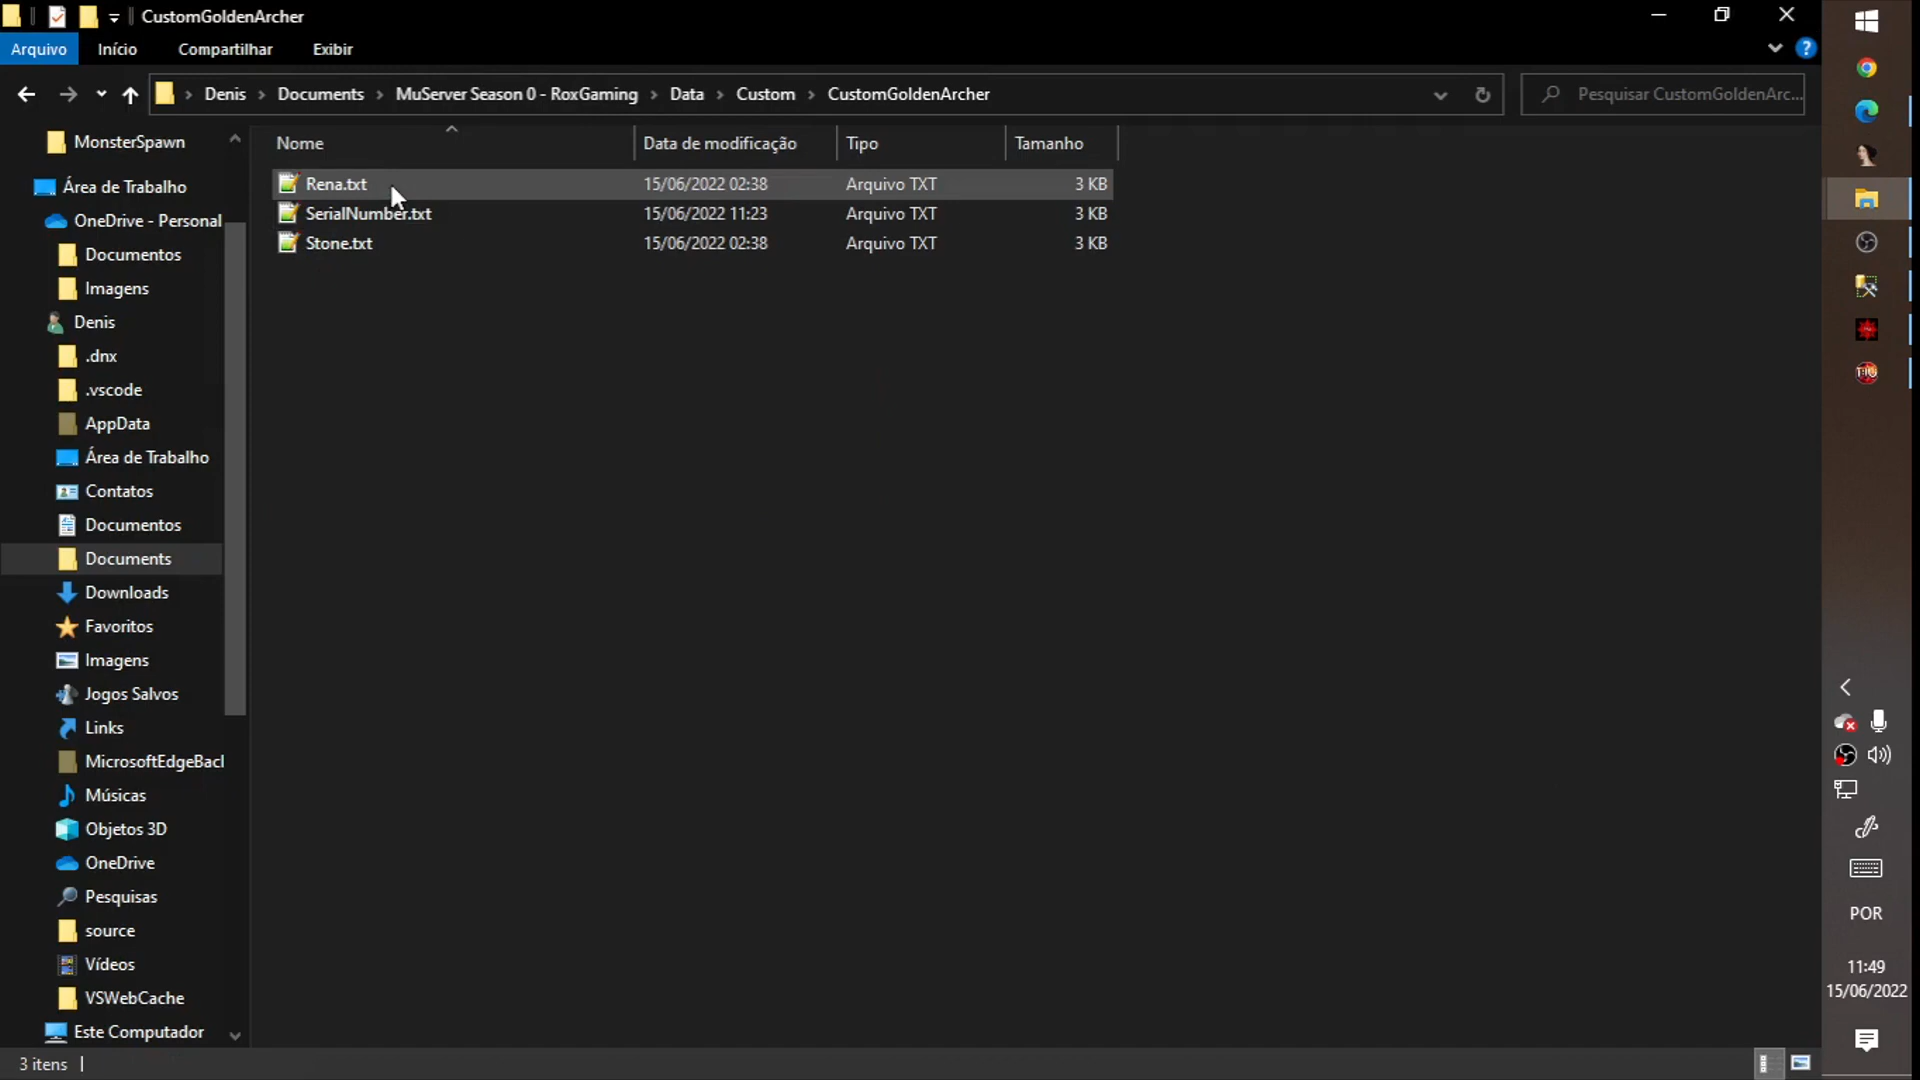 CustomGoldenArcher
Arquivo Início Compartilhar Exibir
Denis Documents MuServer Season 0 - RoxGaming Data Custom CustomGoldenArcher Pesquisar CustomGoldenArc...
Nome Data de modificação Tipo Tamanho
Rena.txt 15/06/2022 02:38 Arquivo TXT 3 KB
SerialNumber.txt 15/06/2022 11:23 Arquivo TXT 3 KB
Stone.txt 15/06/2022 02:38 Arquivo TXT 3 KB
MonsterSpawn
Área de Trabalho
OneDrive - Personal
Documentos
Imagens
Denis
.dnx
.vscode
AppData
Área de Trabalho
Contatos
Documentos
Documents
Downloads
Favoritos
Imagens
Jogos Salvos
Links
MicrosoftEdgeBacl
Músicas
Objetos 3D
OneDrive
Pesquisas
source
Vídeos
VSWebCache
Este Computador
3 itens
POR
11:49
15/06/2022